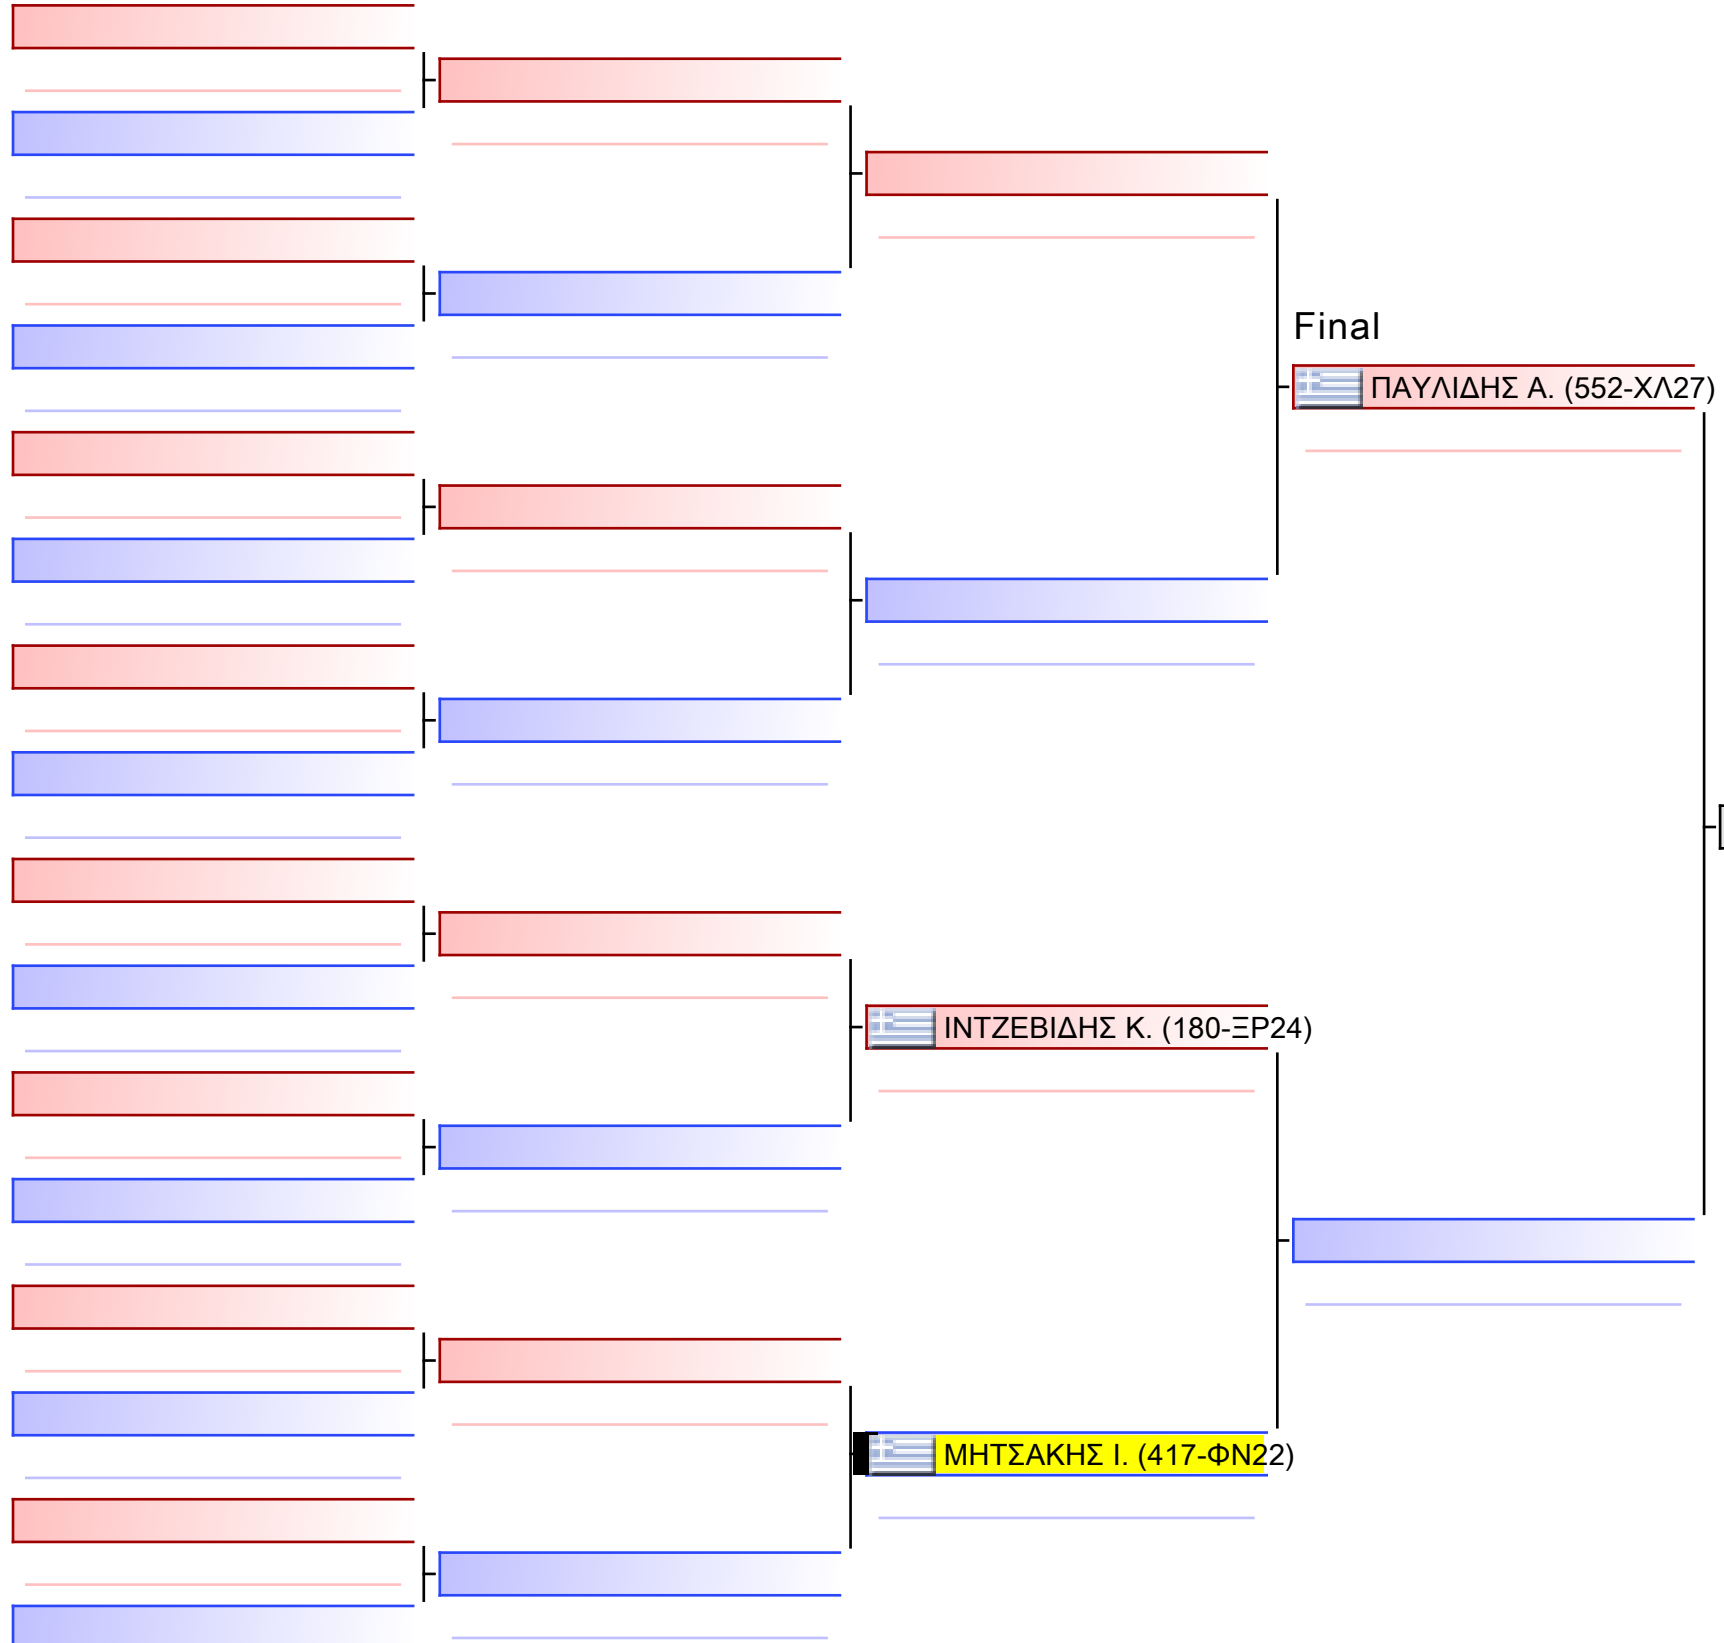 Final
ΠΑΥΛΙΔΗΣ Α. (552-ΧΛ27)
ΙΝΤΖΕΒΙΔΗΣ Κ. (180-ΞΡ24)
ΜΗΤΣΑΚΗΣ Ι. (417-ΦΝ22)